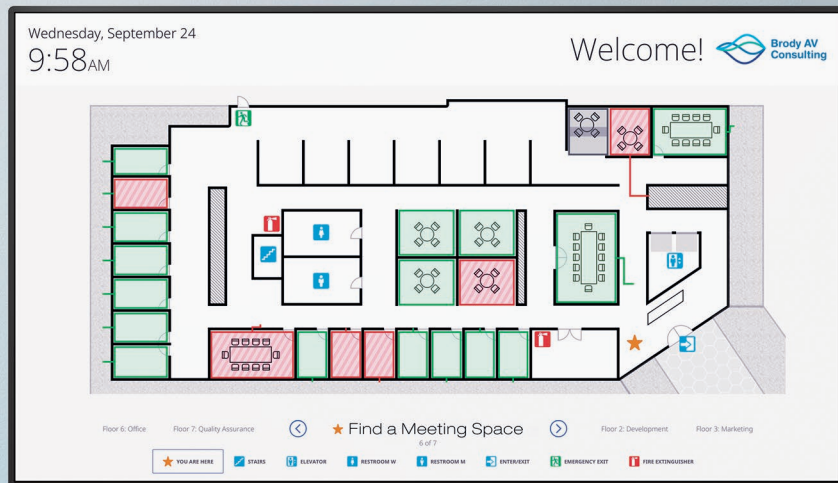 Wednesday, September 24
9:58AM
Welcome!
Brody AV
Consulting
Floor 6: Office
Floor 7: Quality Assurance
Find a Meeting Space
6 of 7
Floor 2: Development
Floor 3: Marketing
YOU ARE HERE
STAIRS
ELEVATOR
RESTROOM W
RESTROOM M
ENTER/EXIT
EMERGENCY EXIT
FIRE EXTINGUISHER